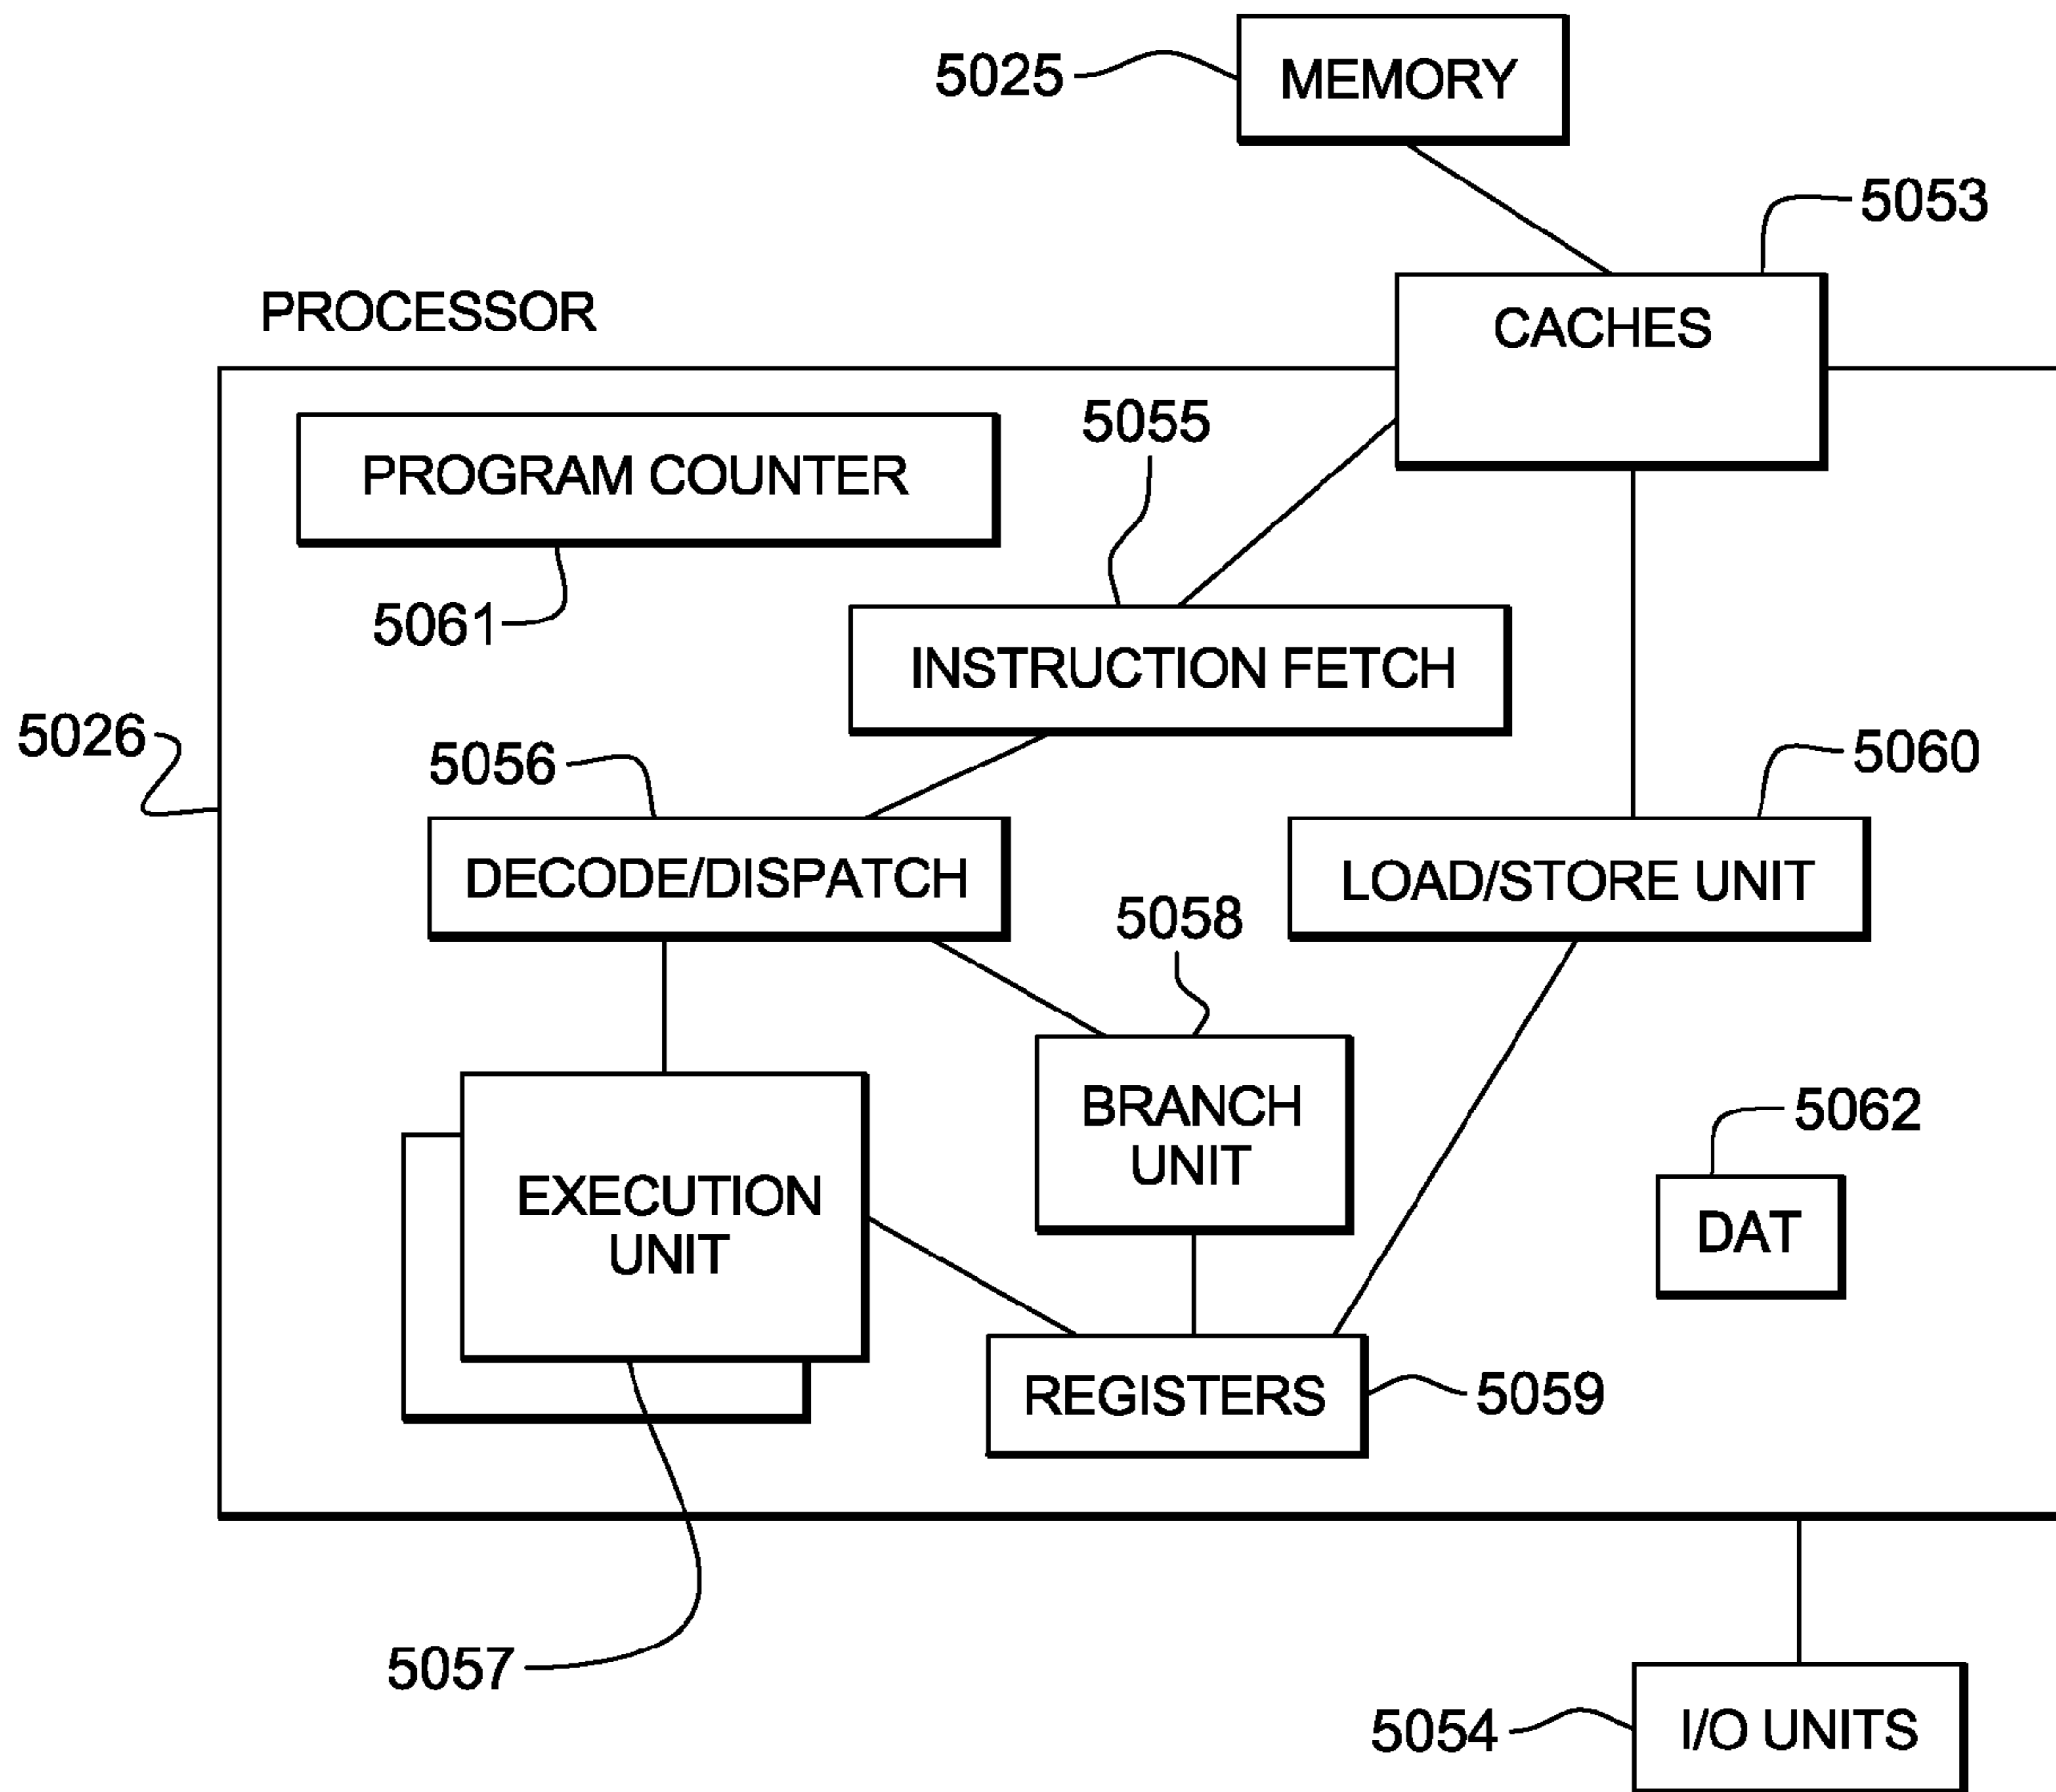 5025
MEMORY
5053
PROCESSOR
CACHES
5055
PROGRAM COUNTER
5061
INSTRUCTION FETCH
5026
5056
5060
DECODE/DISPATCH
LOAD/STORE UNIT
5058
BRANCH
UNIT
5062
EXECUTION
UNIT
DAT
REGISTERS
5059
5057
5054
I/O UNITS